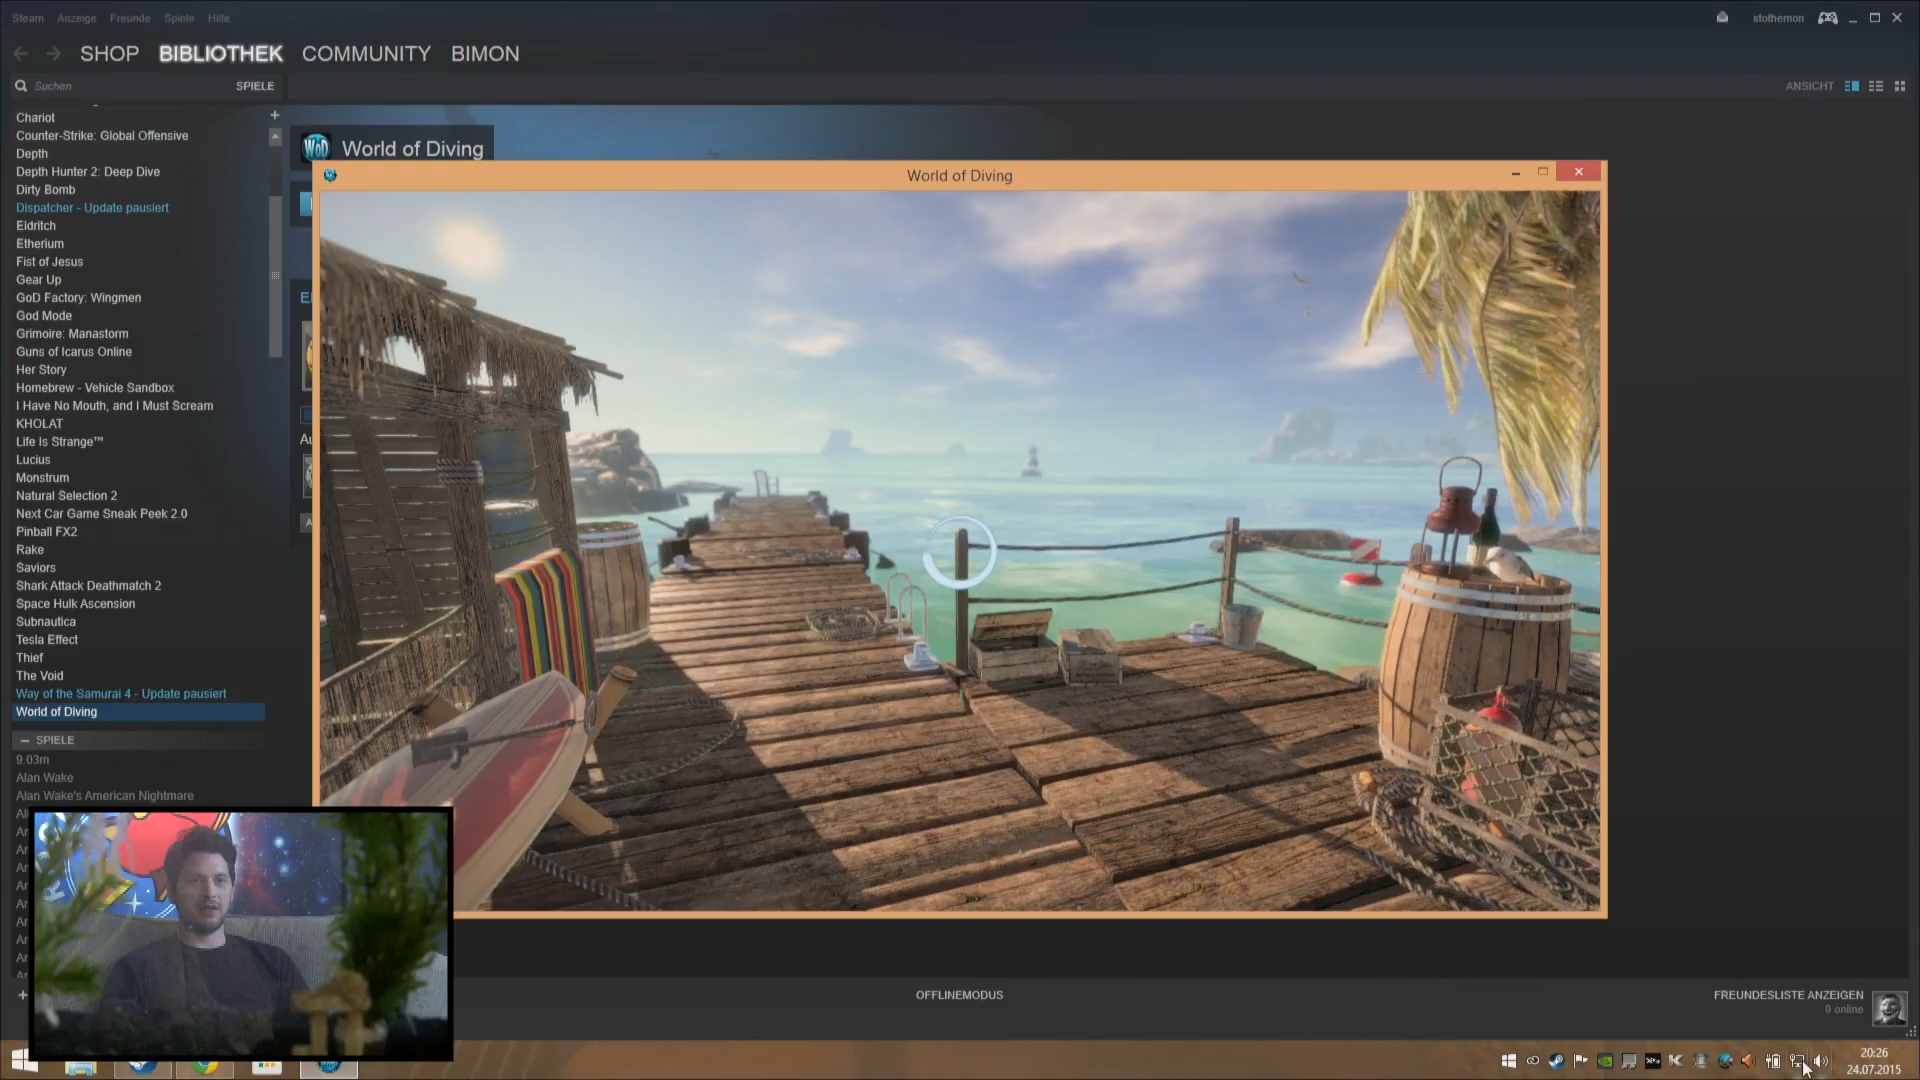 Steam Anzeige Freunde Spiele Hilfe
stothemon
SHOP BIBLIOTHEK COMMUNITY BIMON
Suchen SPIELE
ANSICHT
Chariot
Counter-Strike: Global Offensive
Depth
Depth Hunter 2: Deep Dive
Dirty Bomb
Dispatcher - Update pausiert
Eldritch
Etherium
Fist of Jesus
Gear Up
GoD Factory: Wingmen
God Mode
Grimoire: Manastorm
Guns of Icarus Online
Her Story
Homebrew - Vehicle Sandbox
I Have No Mouth, and I Must Scream
KHOLAT
Life Is Strange™
Lucius
Monstrum
Natural Selection 2
Next Car Game Sneak Peek 2.0
Pinball FX2
Rake
Saviors
Shark Attack Deathmatch 2
Space Hulk Ascension
Subnautica
Tesla Effect
Thief
The Void
Way of the Samurai 4 - Update pausiert
World of Diving
SPIELE
9.03m
Alan Wake
Alan Wake's American Nightmare
WoD World of Diving
World of Diving
OFFLINEMODUS
FREUNDESLISTE ANZEIGEN
0 online
20:26
24.07.2015